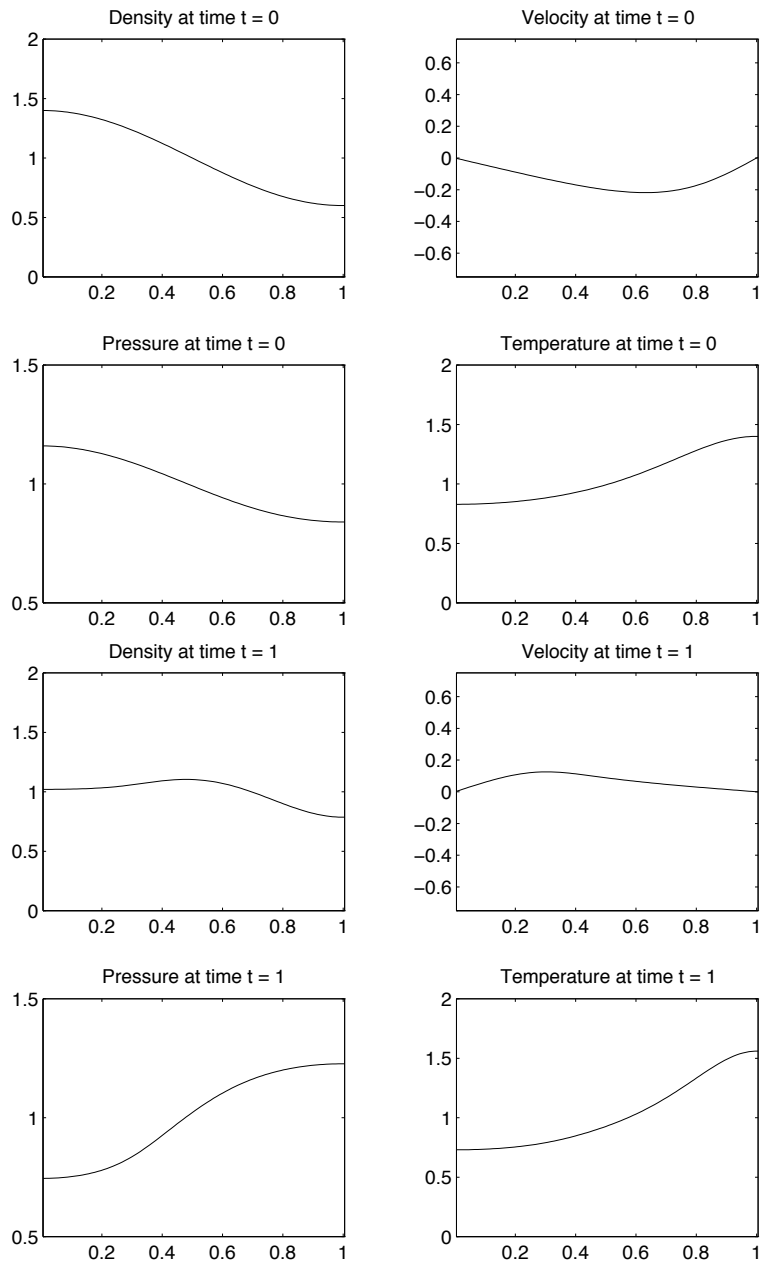 Density at time t = 0
2
1.5
1
0.5
0
0.2 0.4 0.6 0.8 1
Velocity at time t = 0
0.6
0.4
0.2
0
−0.2
−0.4
−0.6
0.2 0.4 0.6 0.8 1
Pressure at time t = 0
1.5
1
0.5
0.2 0.4 0.6 0.8 1
Temperature at time t = 0
2
1.5
1
0.5
0
0.2 0.4 0.6 0.8 1
Density at time t = 1
2
1.5
1
0.5
0
0.2 0.4 0.6 0.8 1
Velocity at time t = 1
0.6
0.4
0.2
0
−0.2
−0.4
−0.6
0.2 0.4 0.6 0.8 1
Pressure at time t = 1
1.5
1
0.5
0.2 0.4 0.6 0.8 1
Temperature at time t = 1
2
1.5
1
0.5
0
0.2 0.4 0.6 0.8 1